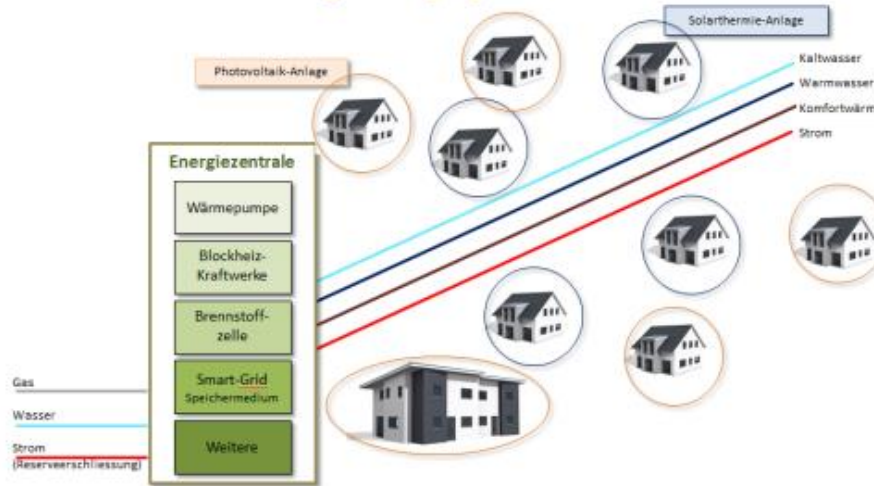 Solarthermie-Anlage
Photovoltaik-Anlage
Kaltwasser
Warmwasser
Komfortwärm
Strom
Energiezentrale
Wärmepumpe
Blockheiz-
Kraftwerke
Brennstoff-
zelle
Smart-Grid
Speichermedium
Weitere
Gas
Wasser
Strom
(Reserveerschliessung)